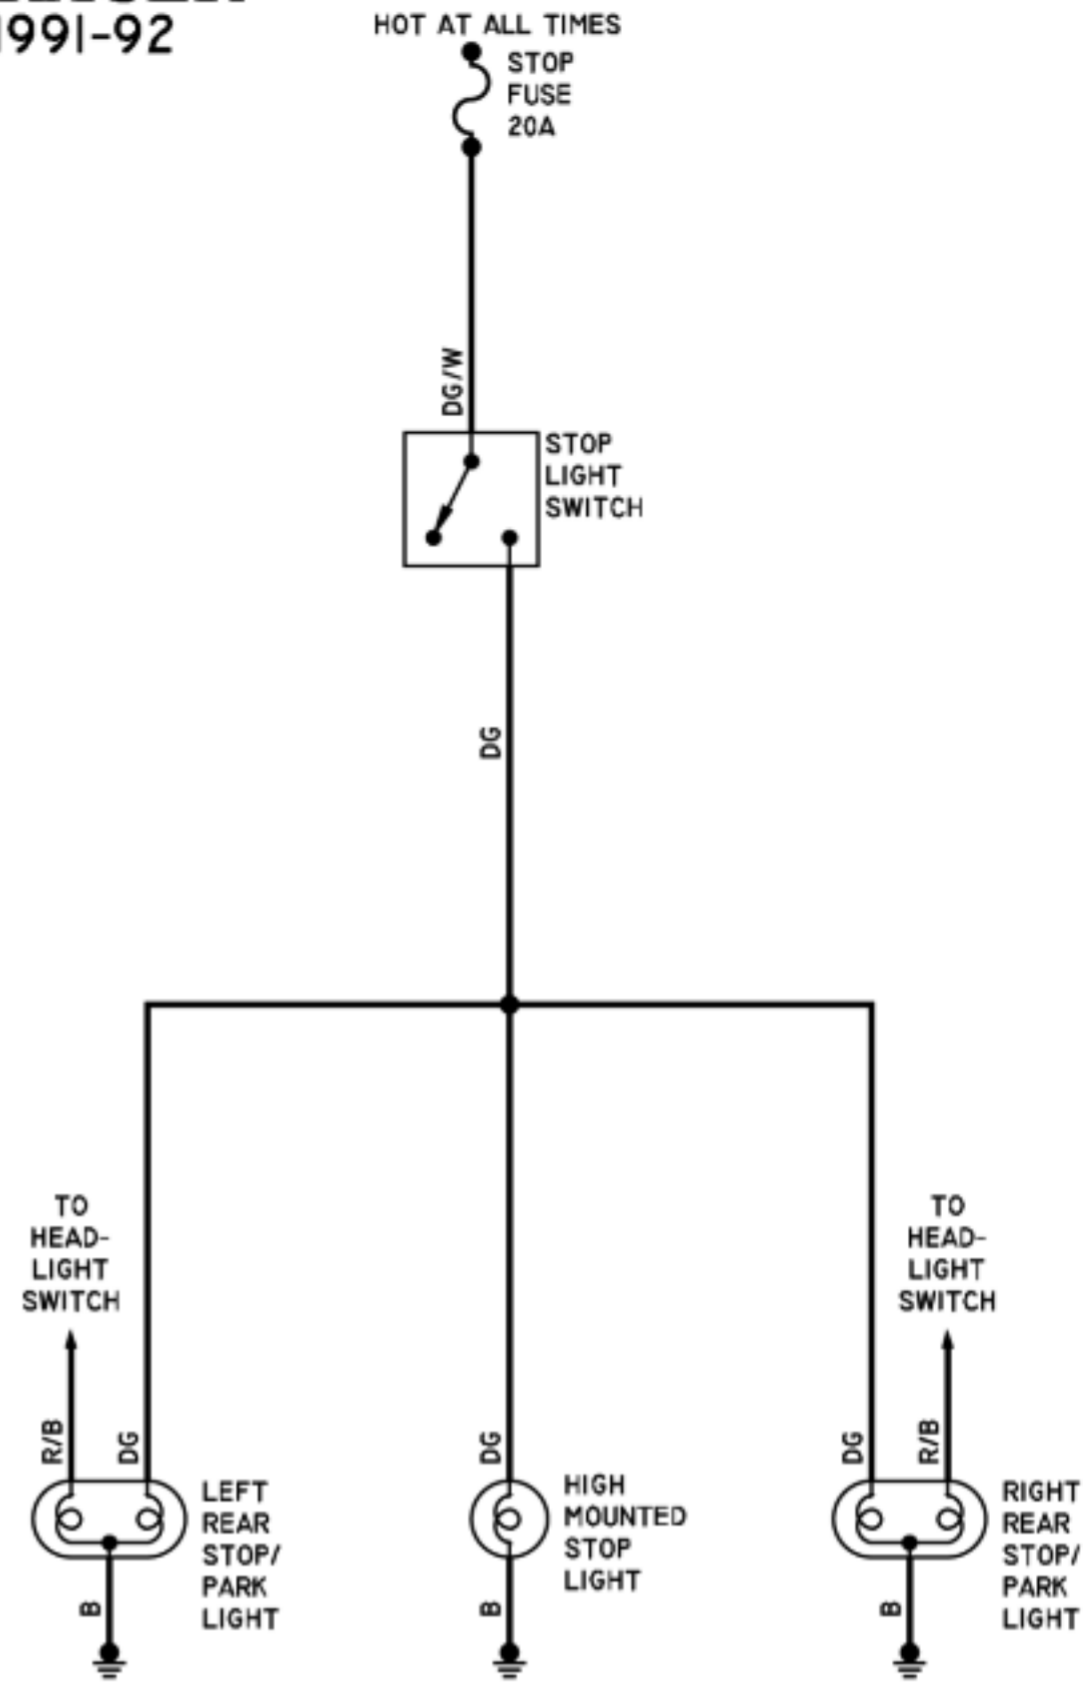 1991-92
HOT AT ALL TIMES
STOP
FUSE
20A
DG/W
STOP
LIGHT
SWITCH
DG
TO
HEAD-
LIGHT
SWITCH
TO
HEAD-
LIGHT
SWITCH
R/B
DG
DG
DG
R/B
LEFT
REAR
STOP/
PARK
LIGHT
HIGH
MOUNTED
STOP
LIGHT
RIGHT
REAR
STOP/
PARK
LIGHT
B
B
B